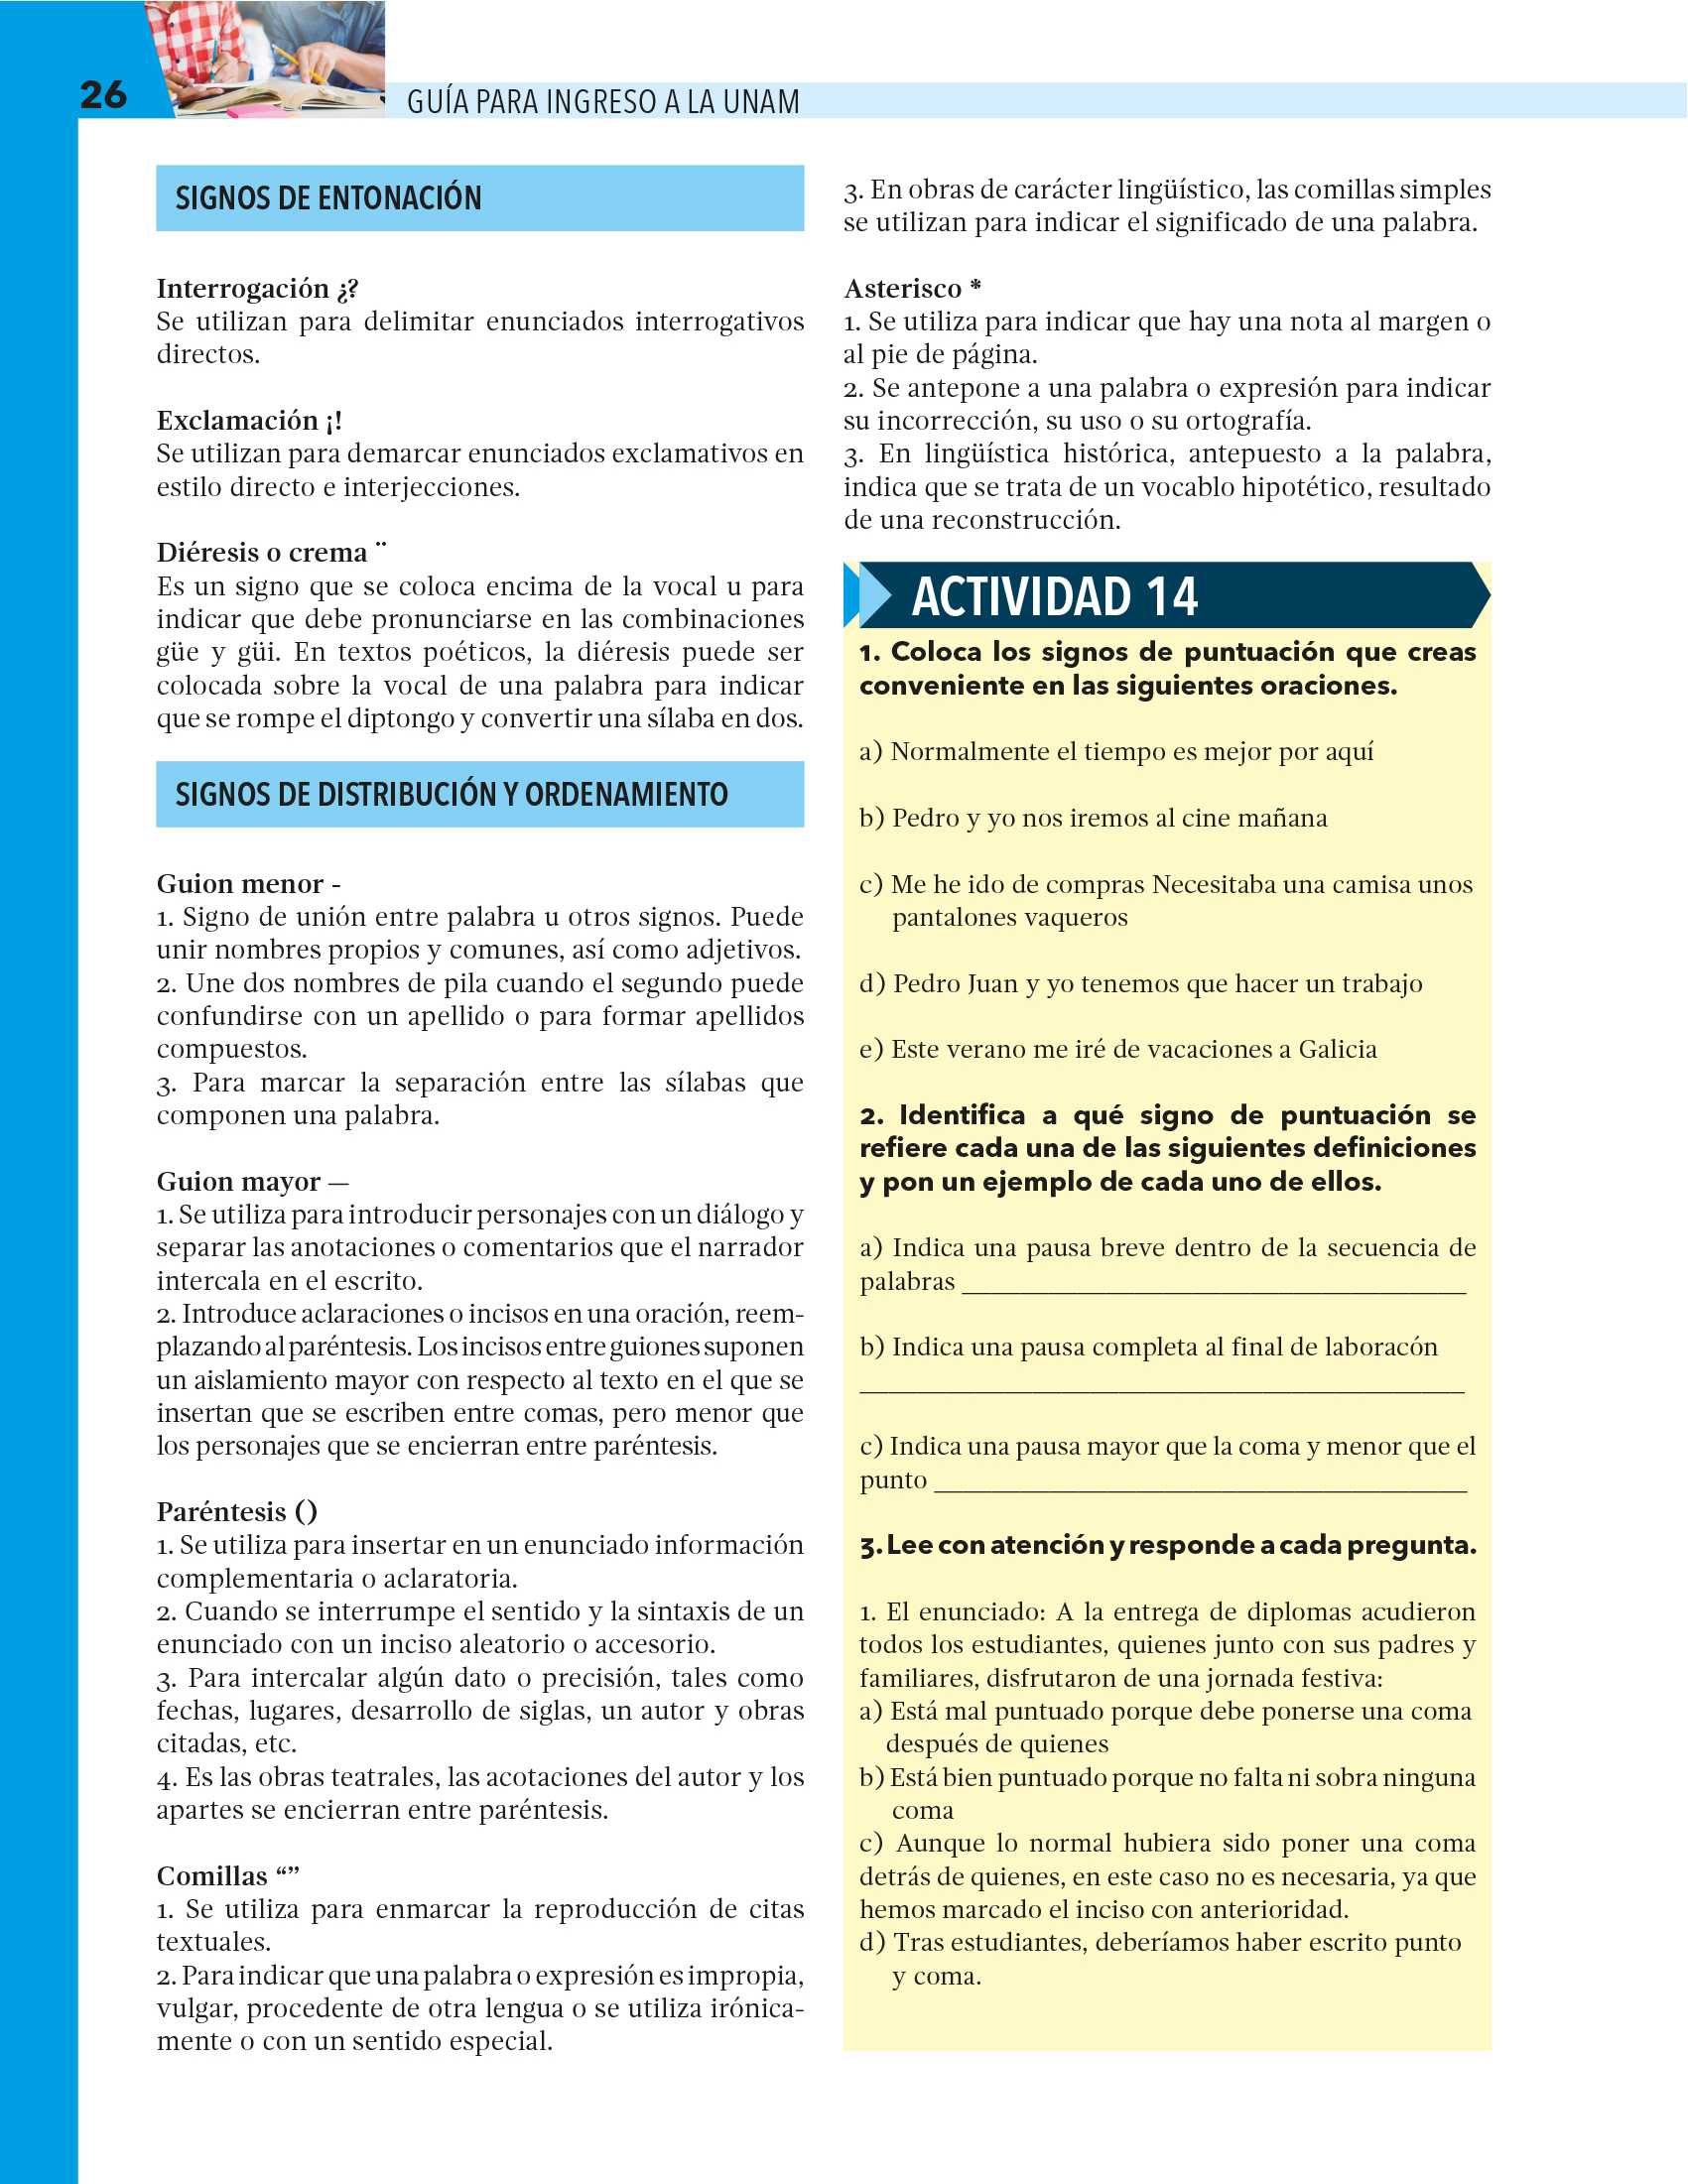 26
GUÍA PARA INGRESO A LA UNAM
SIGNOS DE ENTONACIÓN
Interrogación ¿?
Se utilizan para delimitar enunciados interrogativos
directos.
Exclamación ¡!
Se utilizan para demarcar enunciados exclamativos en
estilo directo e interjecciones.
Diéresis o crema ¨
Es un signo que se coloca encima de la vocal u para
indicar que debe pronunciarse en las combinaciones
güe y güi. En textos poéticos, la diéresis puede ser
colocada sobre la vocal de una palabra para indicar
que se rompe el diptongo y convertir una sílaba en dos.
SIGNOS DE DISTRIBUCIÓN Y ORDENAMIENTO
Guion menor -
1. Signo de unión entre palabra u otros signos. Puede
unir nombres propios y comunes, así como adjetivos.
2. Une dos nombres de pila cuando el segundo puede
confundirse con un apellido o para formar apellidos
compuestos.
3. Para marcar la separación entre las sílabas que
componen una palabra.
Guion mayor —
1. Se utiliza para introducir personajes con un diálogo y
separar las anotaciones o comentarios que el narrador
intercala en el escrito.
2. Introduce aclaraciones o incisos en una oración, reem-
plazando al paréntesis. Los incisos entre guiones suponen
un aislamiento mayor con respecto al texto en el que se
insertan que se escriben entre comas, pero menor que
los personajes que se encierran entre paréntesis.
Paréntesis ()
1. Se utiliza para insertar en un enunciado información
complementaria o aclaratoria.
2. Cuando se interrumpe el sentido y la sintaxis de un
enunciado con un inciso aleatorio o accesorio.
3. Para intercalar algún dato o precisión, tales como
fechas, lugares, desarrollo de siglas, un autor y obras
citadas, etc.
4. Es las obras teatrales, las acotaciones del autor y los
apartes se encierran entre paréntesis.
Comillas “”
1. Se utiliza para enmarcar la reproducción de citas
textuales.
2. Para indicar que una palabra o expresión es impropia,
vulgar, procedente de otra lengua o se utiliza irónica-
mente o con un sentido especial.
3. En obras de carácter lingüístico, las comillas simples
se utilizan para indicar el significado de una palabra.
Asterisco *
1. Se utiliza para indicar que hay una nota al margen o
al pie de página.
2. Se antepone a una palabra o expresión para indicar
su incorrección, su uso o su ortografía.
3. En lingüística histórica, antepuesto a la palabra,
indica que se trata de un vocablo hipotético, resultado
de una reconstrucción.
ACTIVIDAD 14
1. Coloca los signos de puntuación que creas
conveniente en las siguientes oraciones.
a) Normalmente el tiempo es mejor por aquí
b) Pedro y yo nos iremos al cine mañana
c) Me he ido de compras Necesitaba una camisa unos
pantalones vaqueros
d) Pedro Juan y yo tenemos que hacer un trabajo
e) Este verano me iré de vacaciones a Galicia
2. Identifica a qué signo de puntuación se
refiere cada una de las siguientes definiciones
y pon un ejemplo de cada uno de ellos.
a) Indica una pausa breve dentro de la secuencia de
palabras ____________________________________
b) Indica una pausa completa al final de laboracón
___________________________________________
c) Indica una pausa mayor que la coma y menor que el
punto ______________________________________
3. Lee con atención y responde a cada pregunta.
1. El enunciado: A la entrega de diplomas acudieron
todos los estudiantes, quienes junto con sus padres y
familiares, disfrutaron de una jornada festiva:
a) Está mal puntuado porque debe ponerse una coma
después de quienes
b) Está bien puntuado porque no falta ni sobra ninguna
coma
c) Aunque lo normal hubiera sido poner una coma
detrás de quienes, en este caso no es necesaria, ya que
hemos marcado el inciso con anterioridad.
d) Tras estudiantes, deberíamos haber escrito punto
y coma.